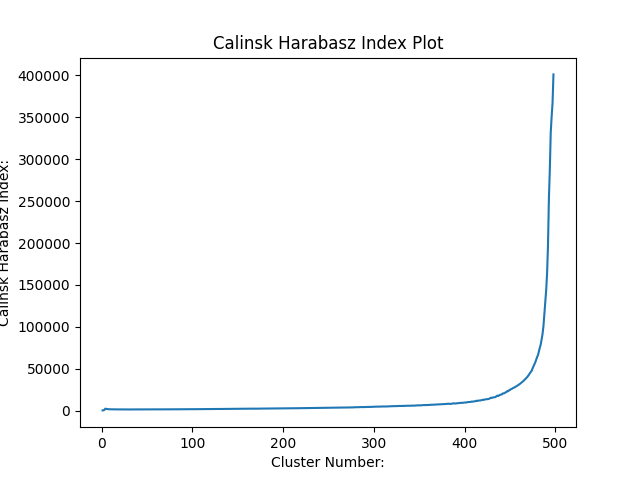 Calinsk Harabasz Index Plot
400000
350000
300000
250000
200000
150000
100000
50000
0
Calinsk Harabasz Index:
0 100 200 300 400 500
Cluster Number: